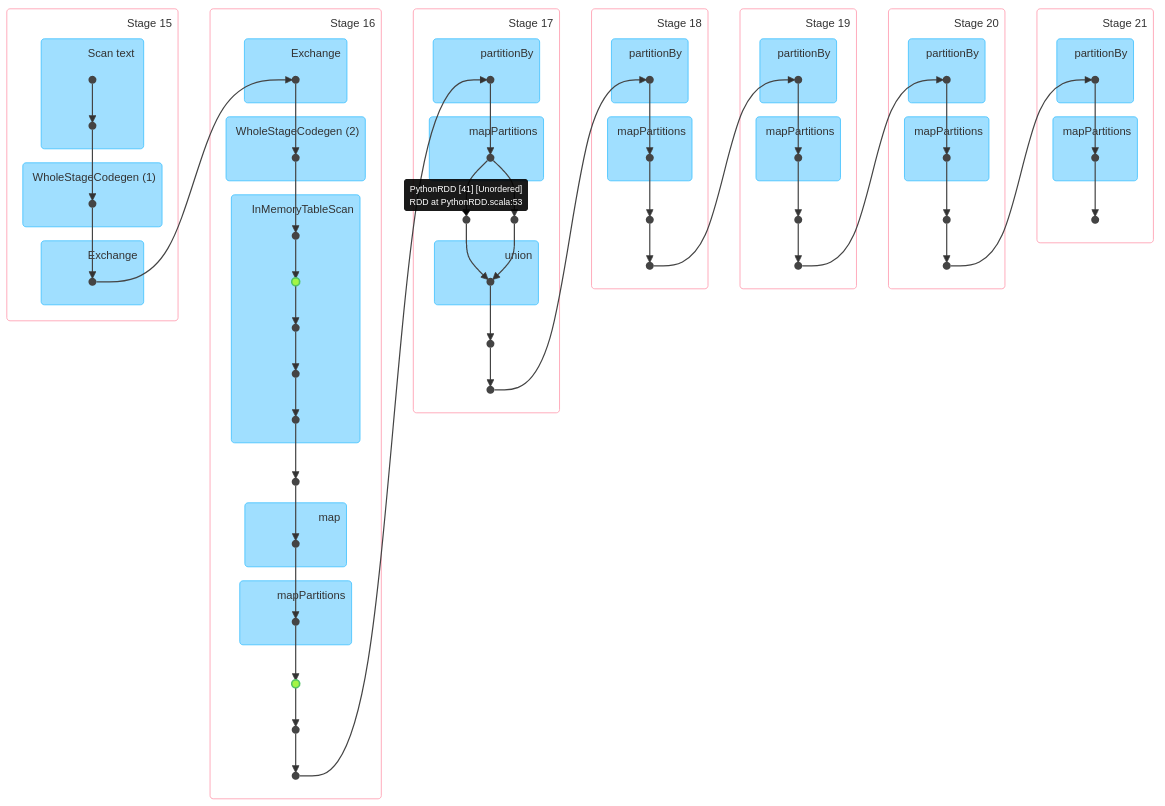 Stage 15
Scan text
WholeStageCodegen (1)
Exchange
Stage 16
Exchange
WholeStageCodegen (2)
InMemoryTableScan
map
mapPartitions
Stage 17
partitionBy
mapPartitions
PythonRDD [41] [Unordered]
RDD at PythonRDD.scala:53
union
Stage 18
partitionBy
mapPartitions
Stage 19
partitionBy
mapPartitions
Stage 20
partitionBy
mapPartitions
Stage 21
partitionBy
mapPartitions